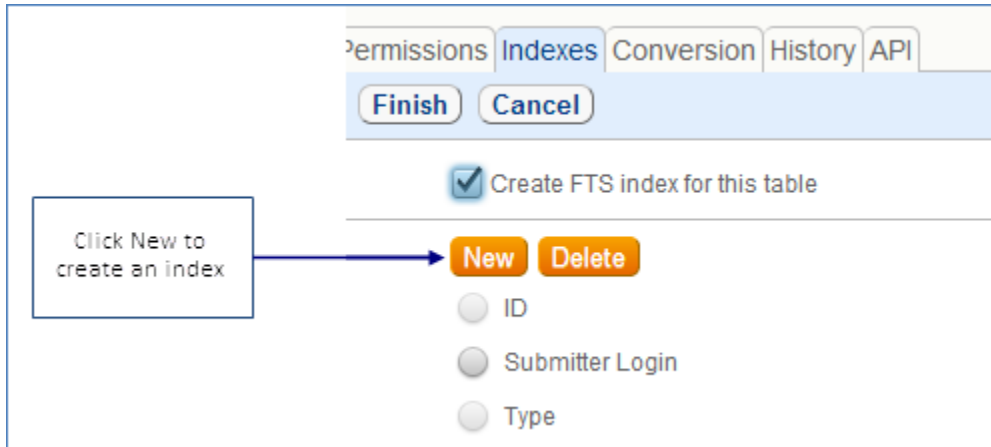 Permissions Indexes Conversion History API
Finish Cancel
Create FTS index for this table
Click New to
create an index
New Delete
ID
Submitter Login
Type